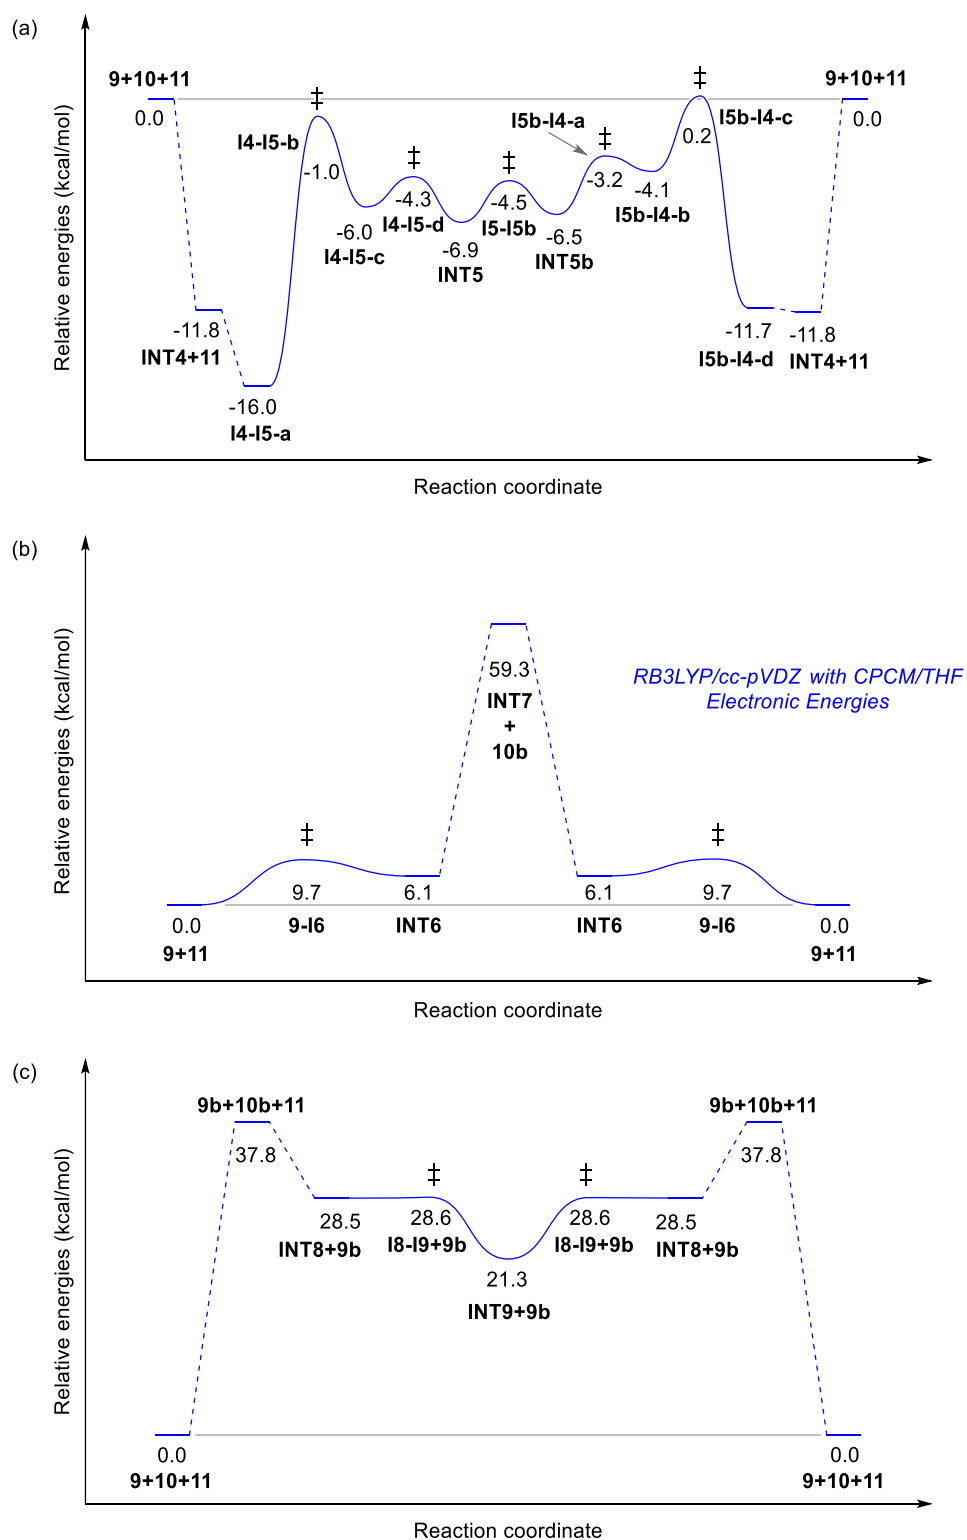 (a)
Relative energies (kcal/mol)
9+10+11
0.0
INT4+11
-11.8
I4-I5-a
-16.0
‡
I4-I5-b
-1.0
-6.0
I4-I5-c
‡
-4.3
I4-I5-d
-6.9
INT5
‡
-4.5
I5-I5b
-6.5
INT5b
I5b-I4-a
‡
-3.2
-4.1
I5b-I4-b
‡
I5b-I4-c
0.2
-11.7
I5b-I4-d
-11.8
INT4+11
9+10+11
0.0
Reaction coordinate
(b)
Relative energies (kcal/mol)
0.0
9+11
‡
9.7
9-I6
6.1
INT6
59.3
INT7
+
10b
6.1
INT6
‡
9.7
9-I6
0.0
9+11
RB3LYP/cc-pVDZ with CPCM/THF
Electronic Energies
Reaction coordinate
(c)
Relative energies (kcal/mol)
0.0
9+10+11
9b+10b+11
37.8
28.5
INT8+9b
‡
28.6
I8-I9+9b
21.3
INT9+9b
‡
28.6
I8-I9+9b
28.5
INT8+9b
9b+10b+11
37.8
0.0
9+10+11
Reaction coordinate